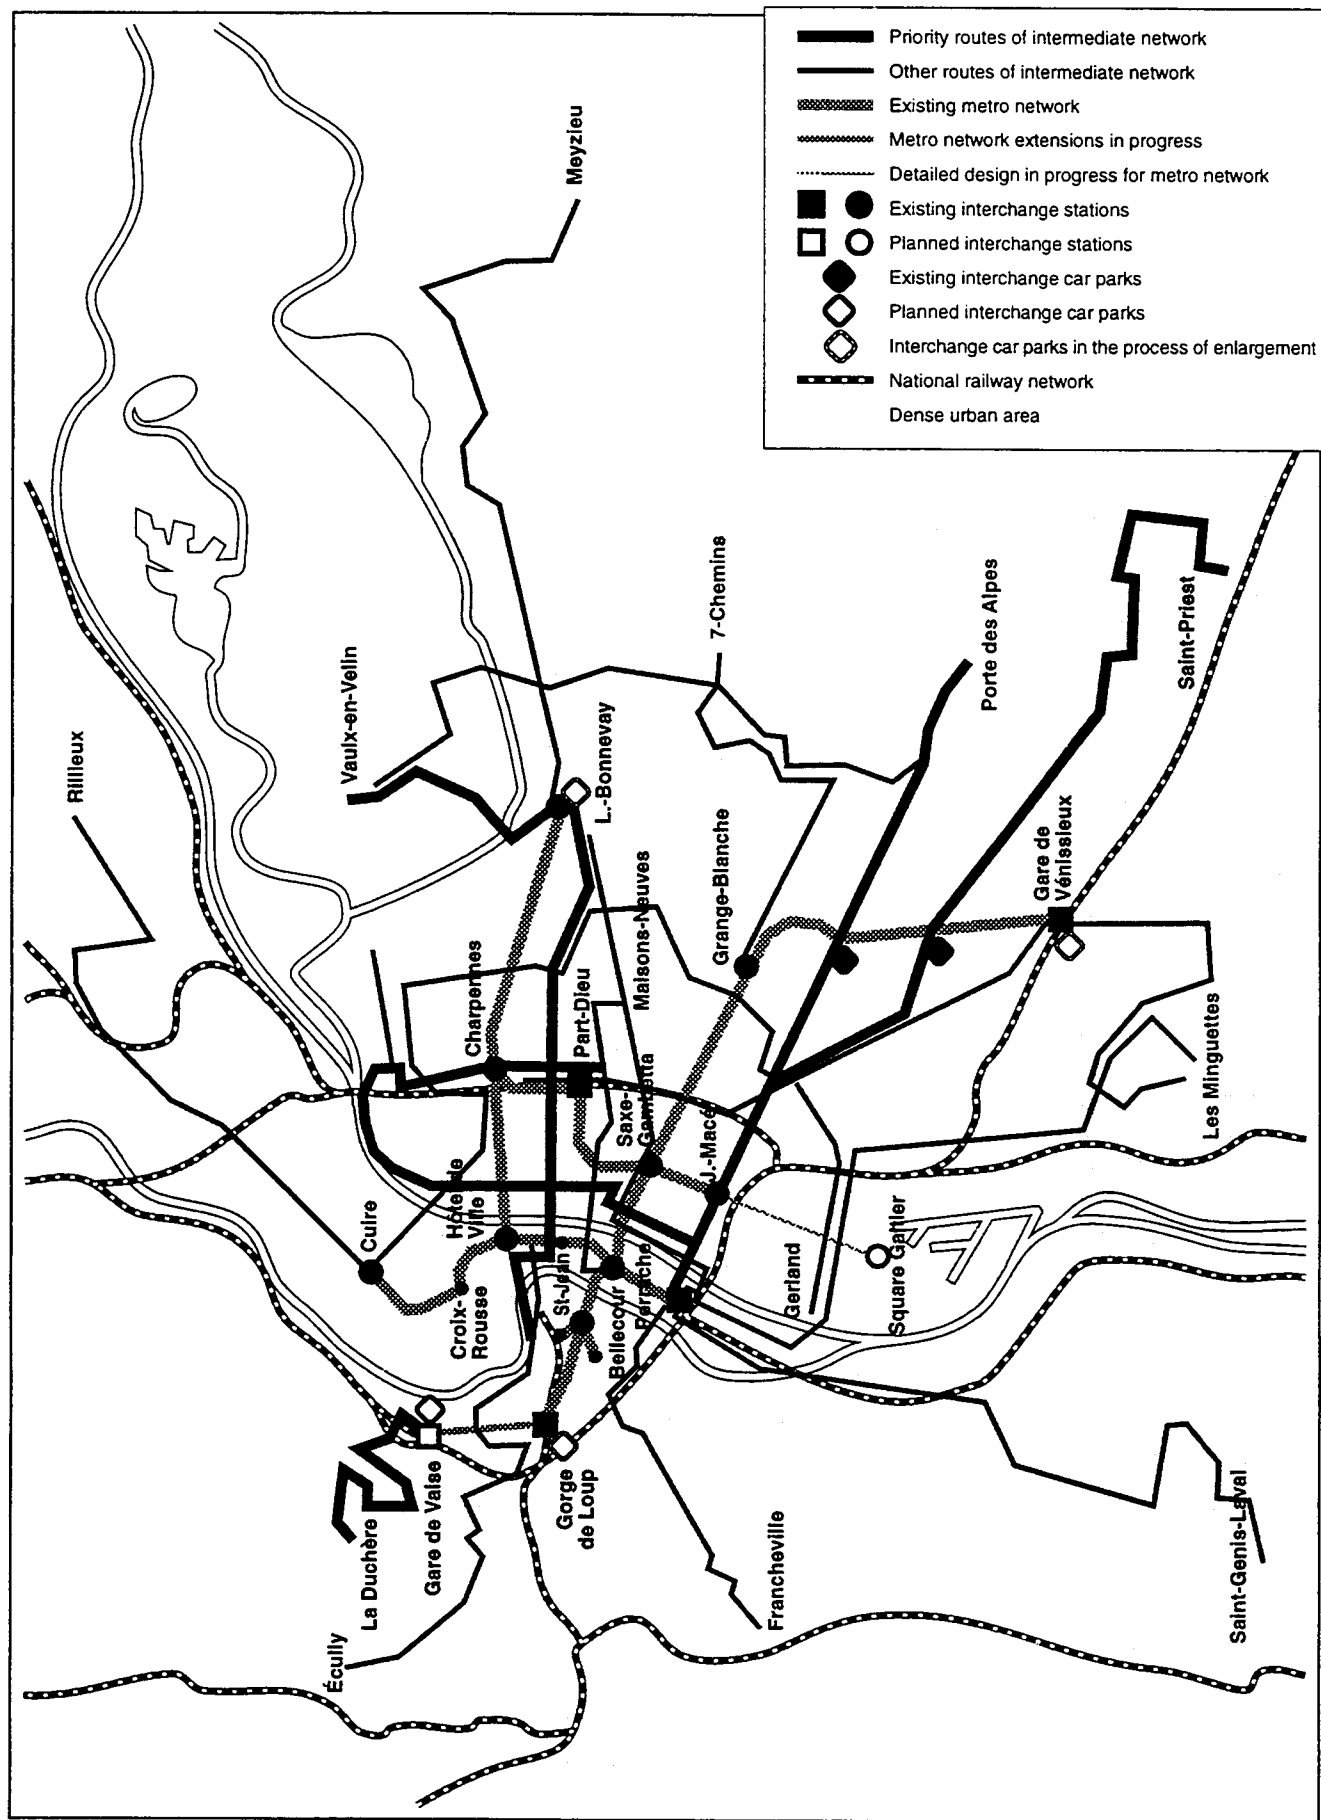 Priority routes of intermediate network
Other routes of intermediate network
Existing metro network
Metro network extensions in progress
Detailed design in progress for metro network
Existing interchange stations
Planned interchange stations
Existing interchange car parks
Planned interchange car parks
Interchange car parks in the process of enlargement
National railway network
Dense urban area
Meyzieu
Rillieux
Vaulx-en-Velin
7-Chemins
Porte des Alpes
Saint-Priest
L.-Bonnevay
Maisons-Neuves
Grange-Blanche
Gare de
Vénissieux
Charpennes
Part-Dieu
Saxe-
Gambetta
J.-Macé
Les Minguettes
Cuire
Hôtel de
Ville
Croix-
Rousse
St-Jean
Bellecour
Perrache
Gerland
Square Galtier
La Duchère
Gare de Vaise
Gorge
de Loup
Écully
Francheville
Saint-Genis-Laval